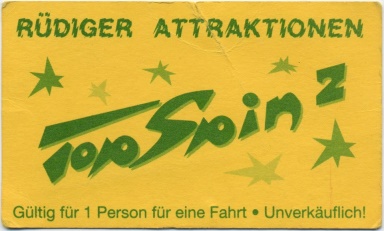 RÜDIGER ATTRAKTIONEN
Top Spin 2
Gültig für 1 Person für eine Fahrt • Unverkäuflich!